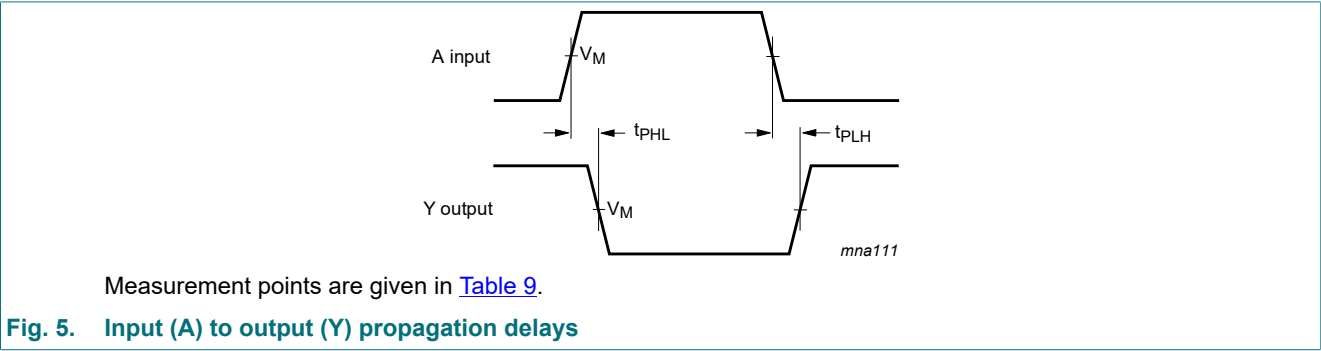 A input
VM
tPHL
tPLH
Y output
VM
mna111
Measurement points are given in Table 9.
Fig. 5. Input (A) to output (Y) propagation delays